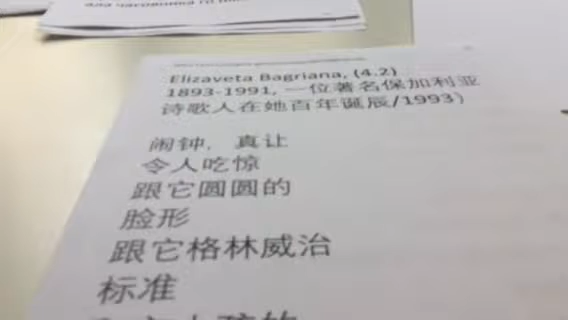 Elizaveta Bagriana, (4.2)
1893-1991, 一位著名保加利亚
诗歌人在她百年诞辰/1993)
闹钟, 真让
令人吃惊
跟它圆圆的
脸形
跟它格林威治
标准